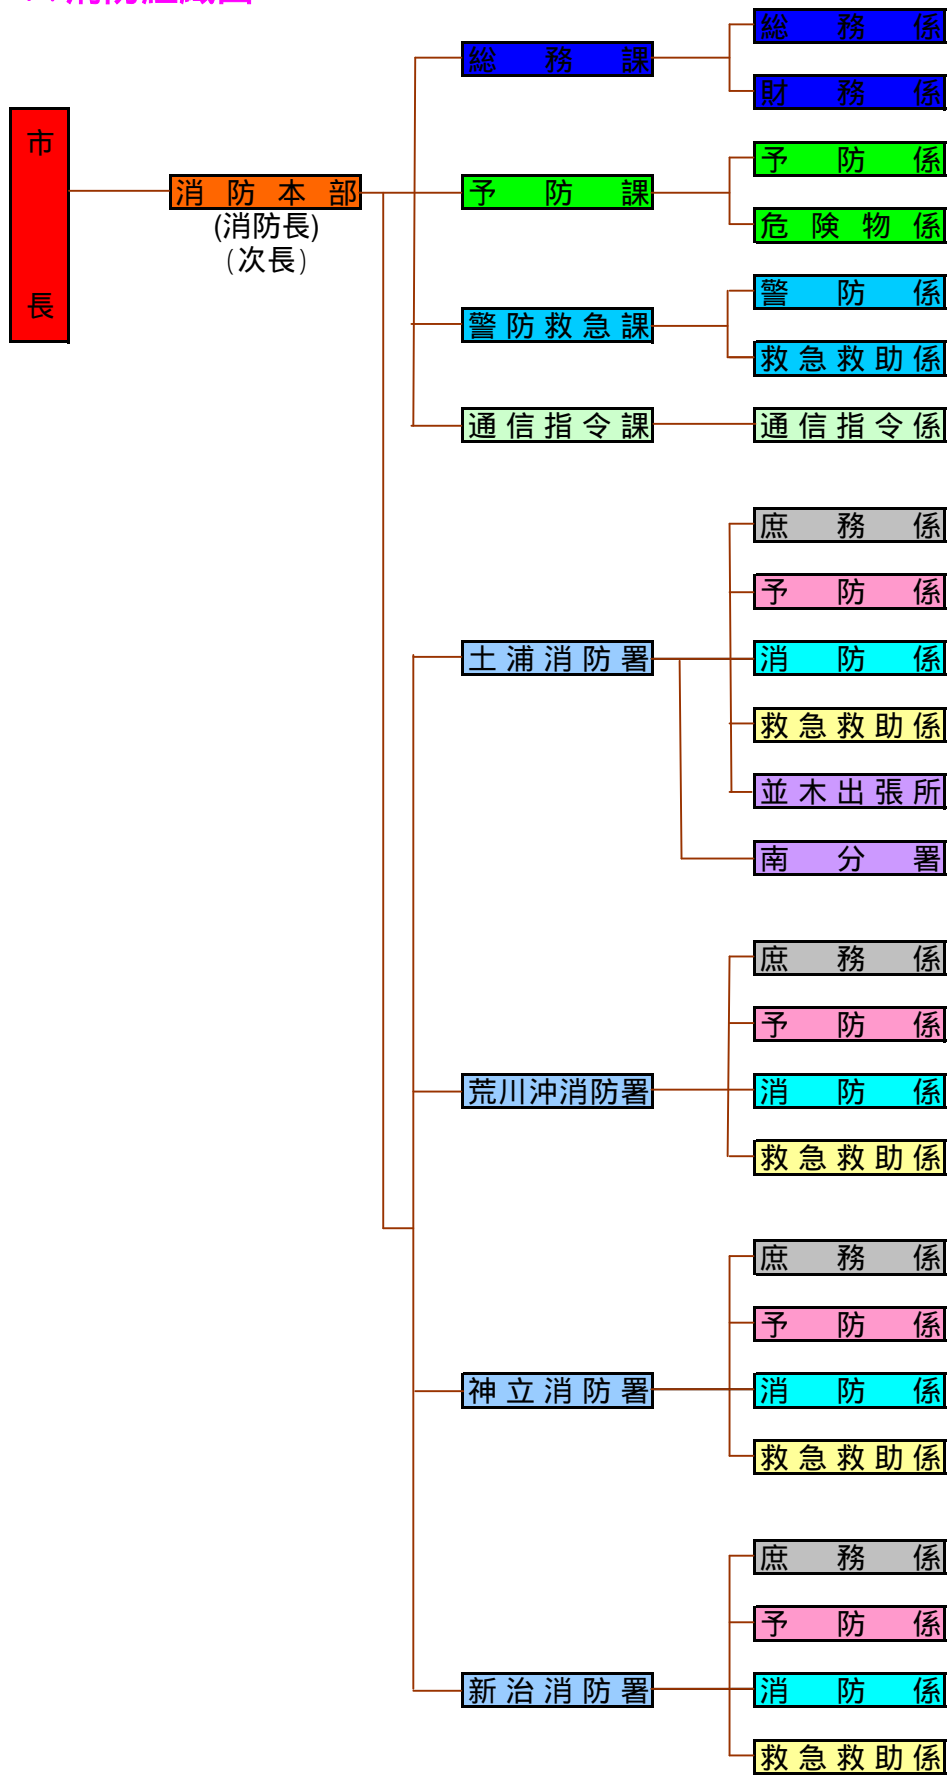 消防組織図
市長
消防本部
(消防長)
(次長)
総務課
総務係
財務係
予防課
予防係
危険物係
警防救急課
警防係
救急救助係
通信指令課
通信指令係
土浦消防署
庶務係
予防係
消防係
救急救助係
並木出張所
南分署
荒川沖消防署
庶務係
予防係
消防係
救急救助係
神立消防署
庶務係
予防係
消防係
救急救助係
新治消防署
庶務係
予防係
消防係
救急救助係